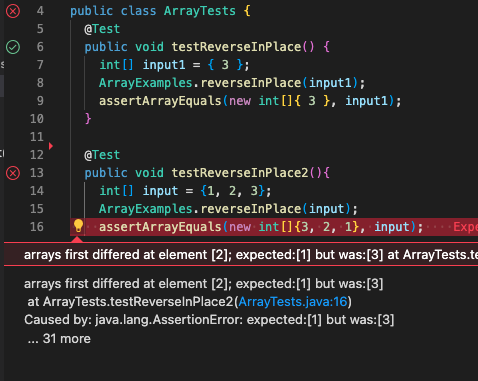 4 public class ArrayTests {
5 @Test
6 public void testReverseInPlace() {
7 int[] input1 = { 3 };
8 ArrayExamples.reverseInPlace(input1);
9 assertArrayEquals(new int[]{ 3 }, input1);
10 }
11
12 @Test
13 public void testReverseInPlace2(){
14 int[] input = {1, 2, 3};
15 ArrayExamples.reverseInPlace(input);
16 assertArrayEquals(new int[]{3, 2, 1}, input); Expe
arrays first differed at element [2]; expected:[1] but was:[3] at ArrayTests.te
arrays first differed at element [2]; expected:[1] but was:[3]
at ArrayTests.testReverseInPlace2(ArrayTests.java:16)
Caused by: java.lang.AssertionError: expected:[1] but was:[3]
... 31 more